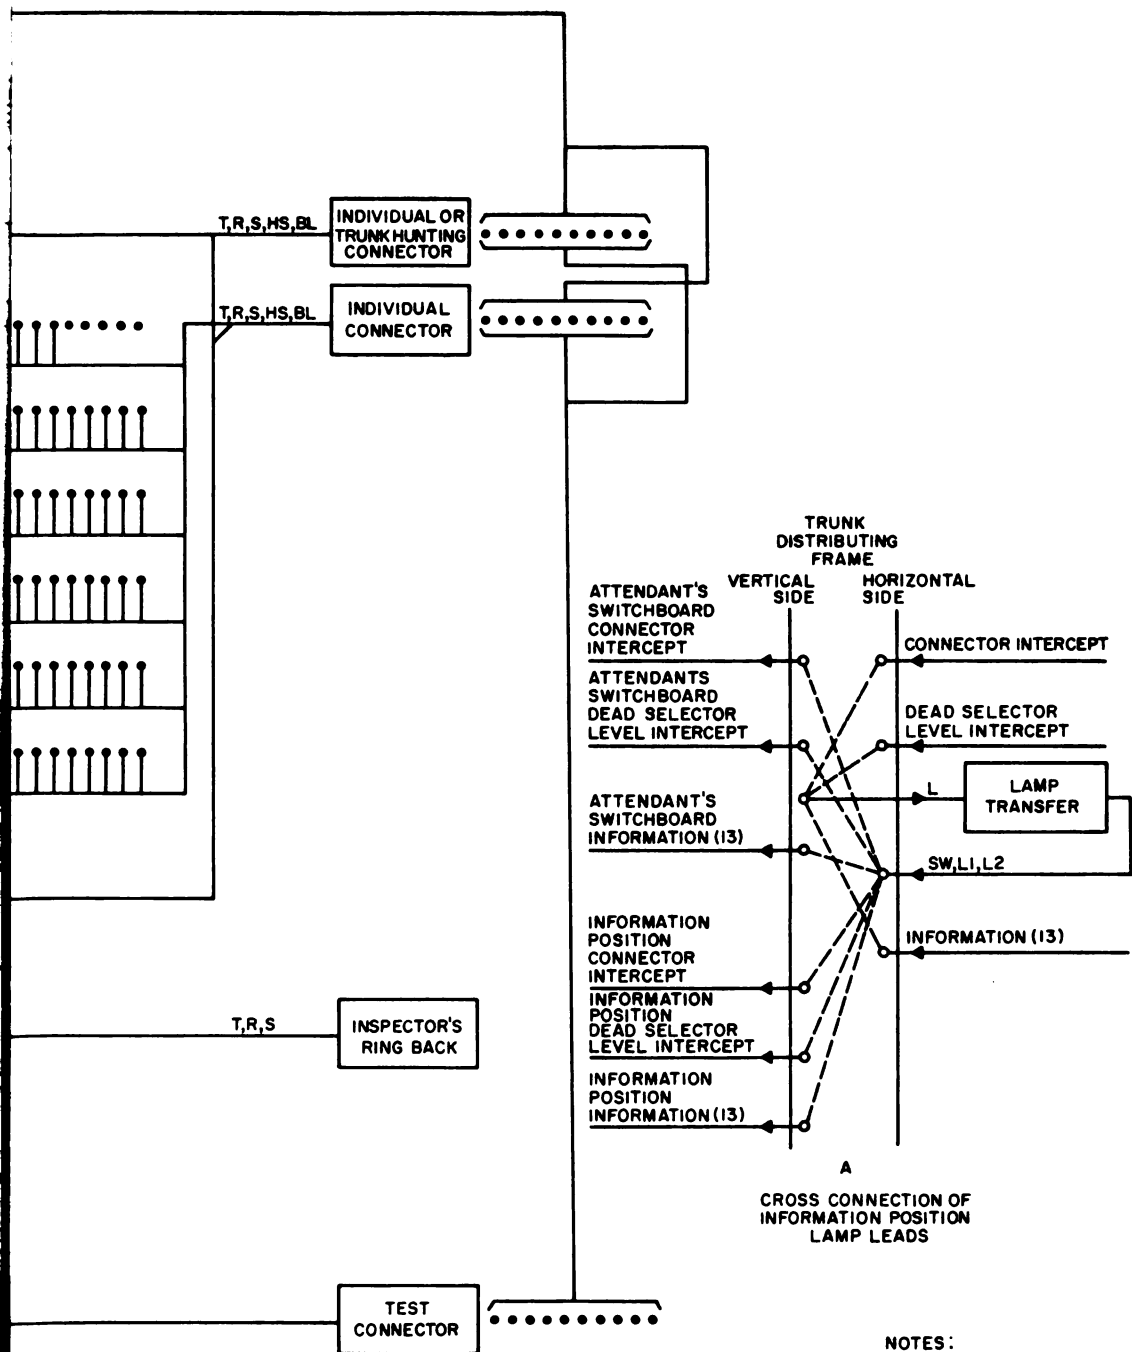 T,R,S,HS,BL
INDIVIDUAL OR
TRUNK HUNTING
CONNECTOR
T,R,S,HS,BL
INDIVIDUAL
CONNECTOR
TRUNK
DISTRIBUTING
FRAME
VERTICAL
SIDE
HORIZONTAL
SIDE
ATTENDANT'S
SWITCHBOARD
CONNECTOR
INTERCEPT
CONNECTOR INTERCEPT
ATTENDANTS
SWITCHBOARD
DEAD SELECTOR
LEVEL INTERCEPT
DEAD SELECTOR
LEVEL INTERCEPT
L
LAMP
TRANSFER
ATTENDANT'S
SWITCHBOARD
INFORMATION (13)
SW,L1,L2
INFORMATION
POSITION
CONNECTOR
INTERCEPT
INFORMATION (13)
INFORMATION
POSITION
DEAD SELECTOR
LEVEL INTERCEPT
T,R,S
INSPECTOR'S
RING BACK
INFORMATION
POSITION
INFORMATION (13)
A
CROSS CONNECTION OF
INFORMATION POSITION
LAMP LEADS
TEST
CONNECTOR
NOTES: